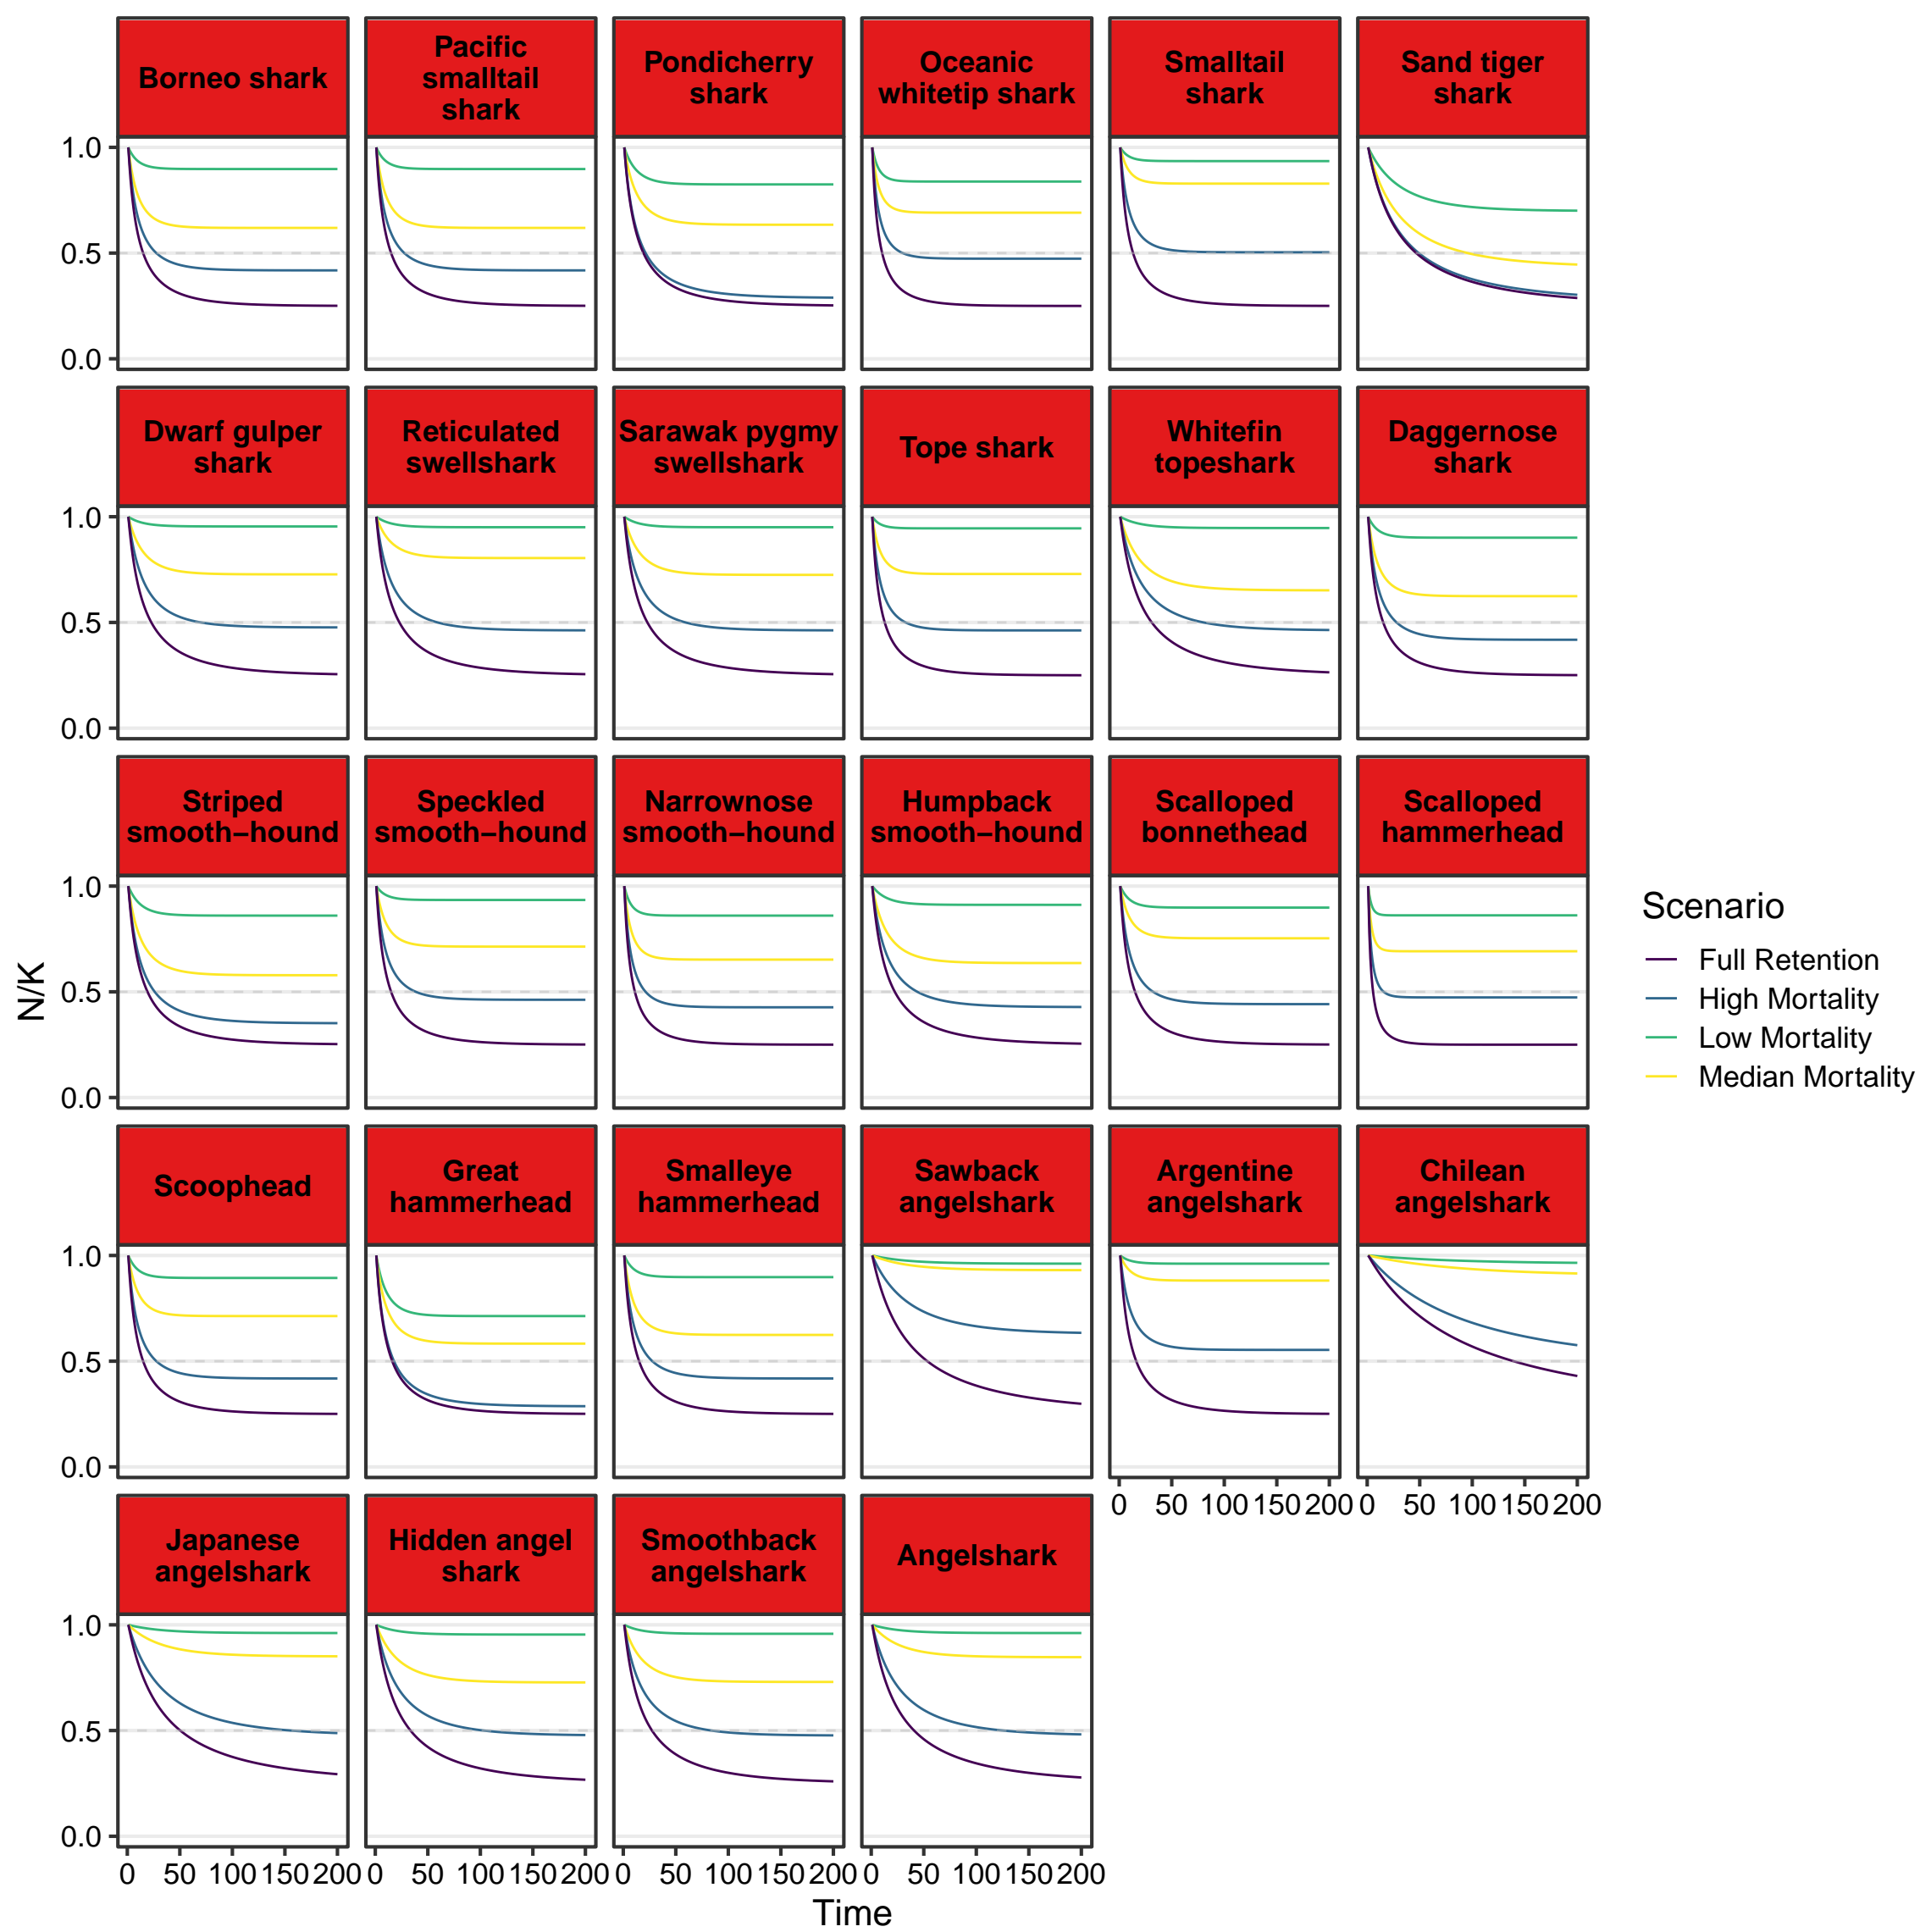 Borneo shark
Pacific
smalltail
shark
Pondicherry
shark
Oceanic
whitetip shark
Smalltail
shark
Sand tiger
shark
1.0
0.5
0.0
Dwarf gulper
shark
Reticulated
swellshark
Sarawak pygmy
swellshark
Tope shark
Whitefin
topeshark
Daggernose
shark
1.0
0.5
0.0
Striped
smooth−hound
Speckled
smooth−hound
Narrownose
smooth−hound
Humpback
smooth−hound
Scalloped
bonnethead
Scalloped
hammerhead
1.0
0.5
0.0
N/K
Scoophead
Great
hammerhead
Smalleye
hammerhead
Sawback
angelshark
Argentine
angelshark
Chilean
angelshark
1.0
0.5
0.0
0 50 100 150 200
0 50 100 150 200
Japanese
angelshark
Hidden angel
shark
Smoothback
angelshark
Angelshark
1.0
0.5
0.0
0 50 100 150 200
0 50 100 150 200
0 50 100 150 200
0 50 100 150 200
Time
Scenario
Full Retention
High Mortality
Low Mortality
Median Mortality